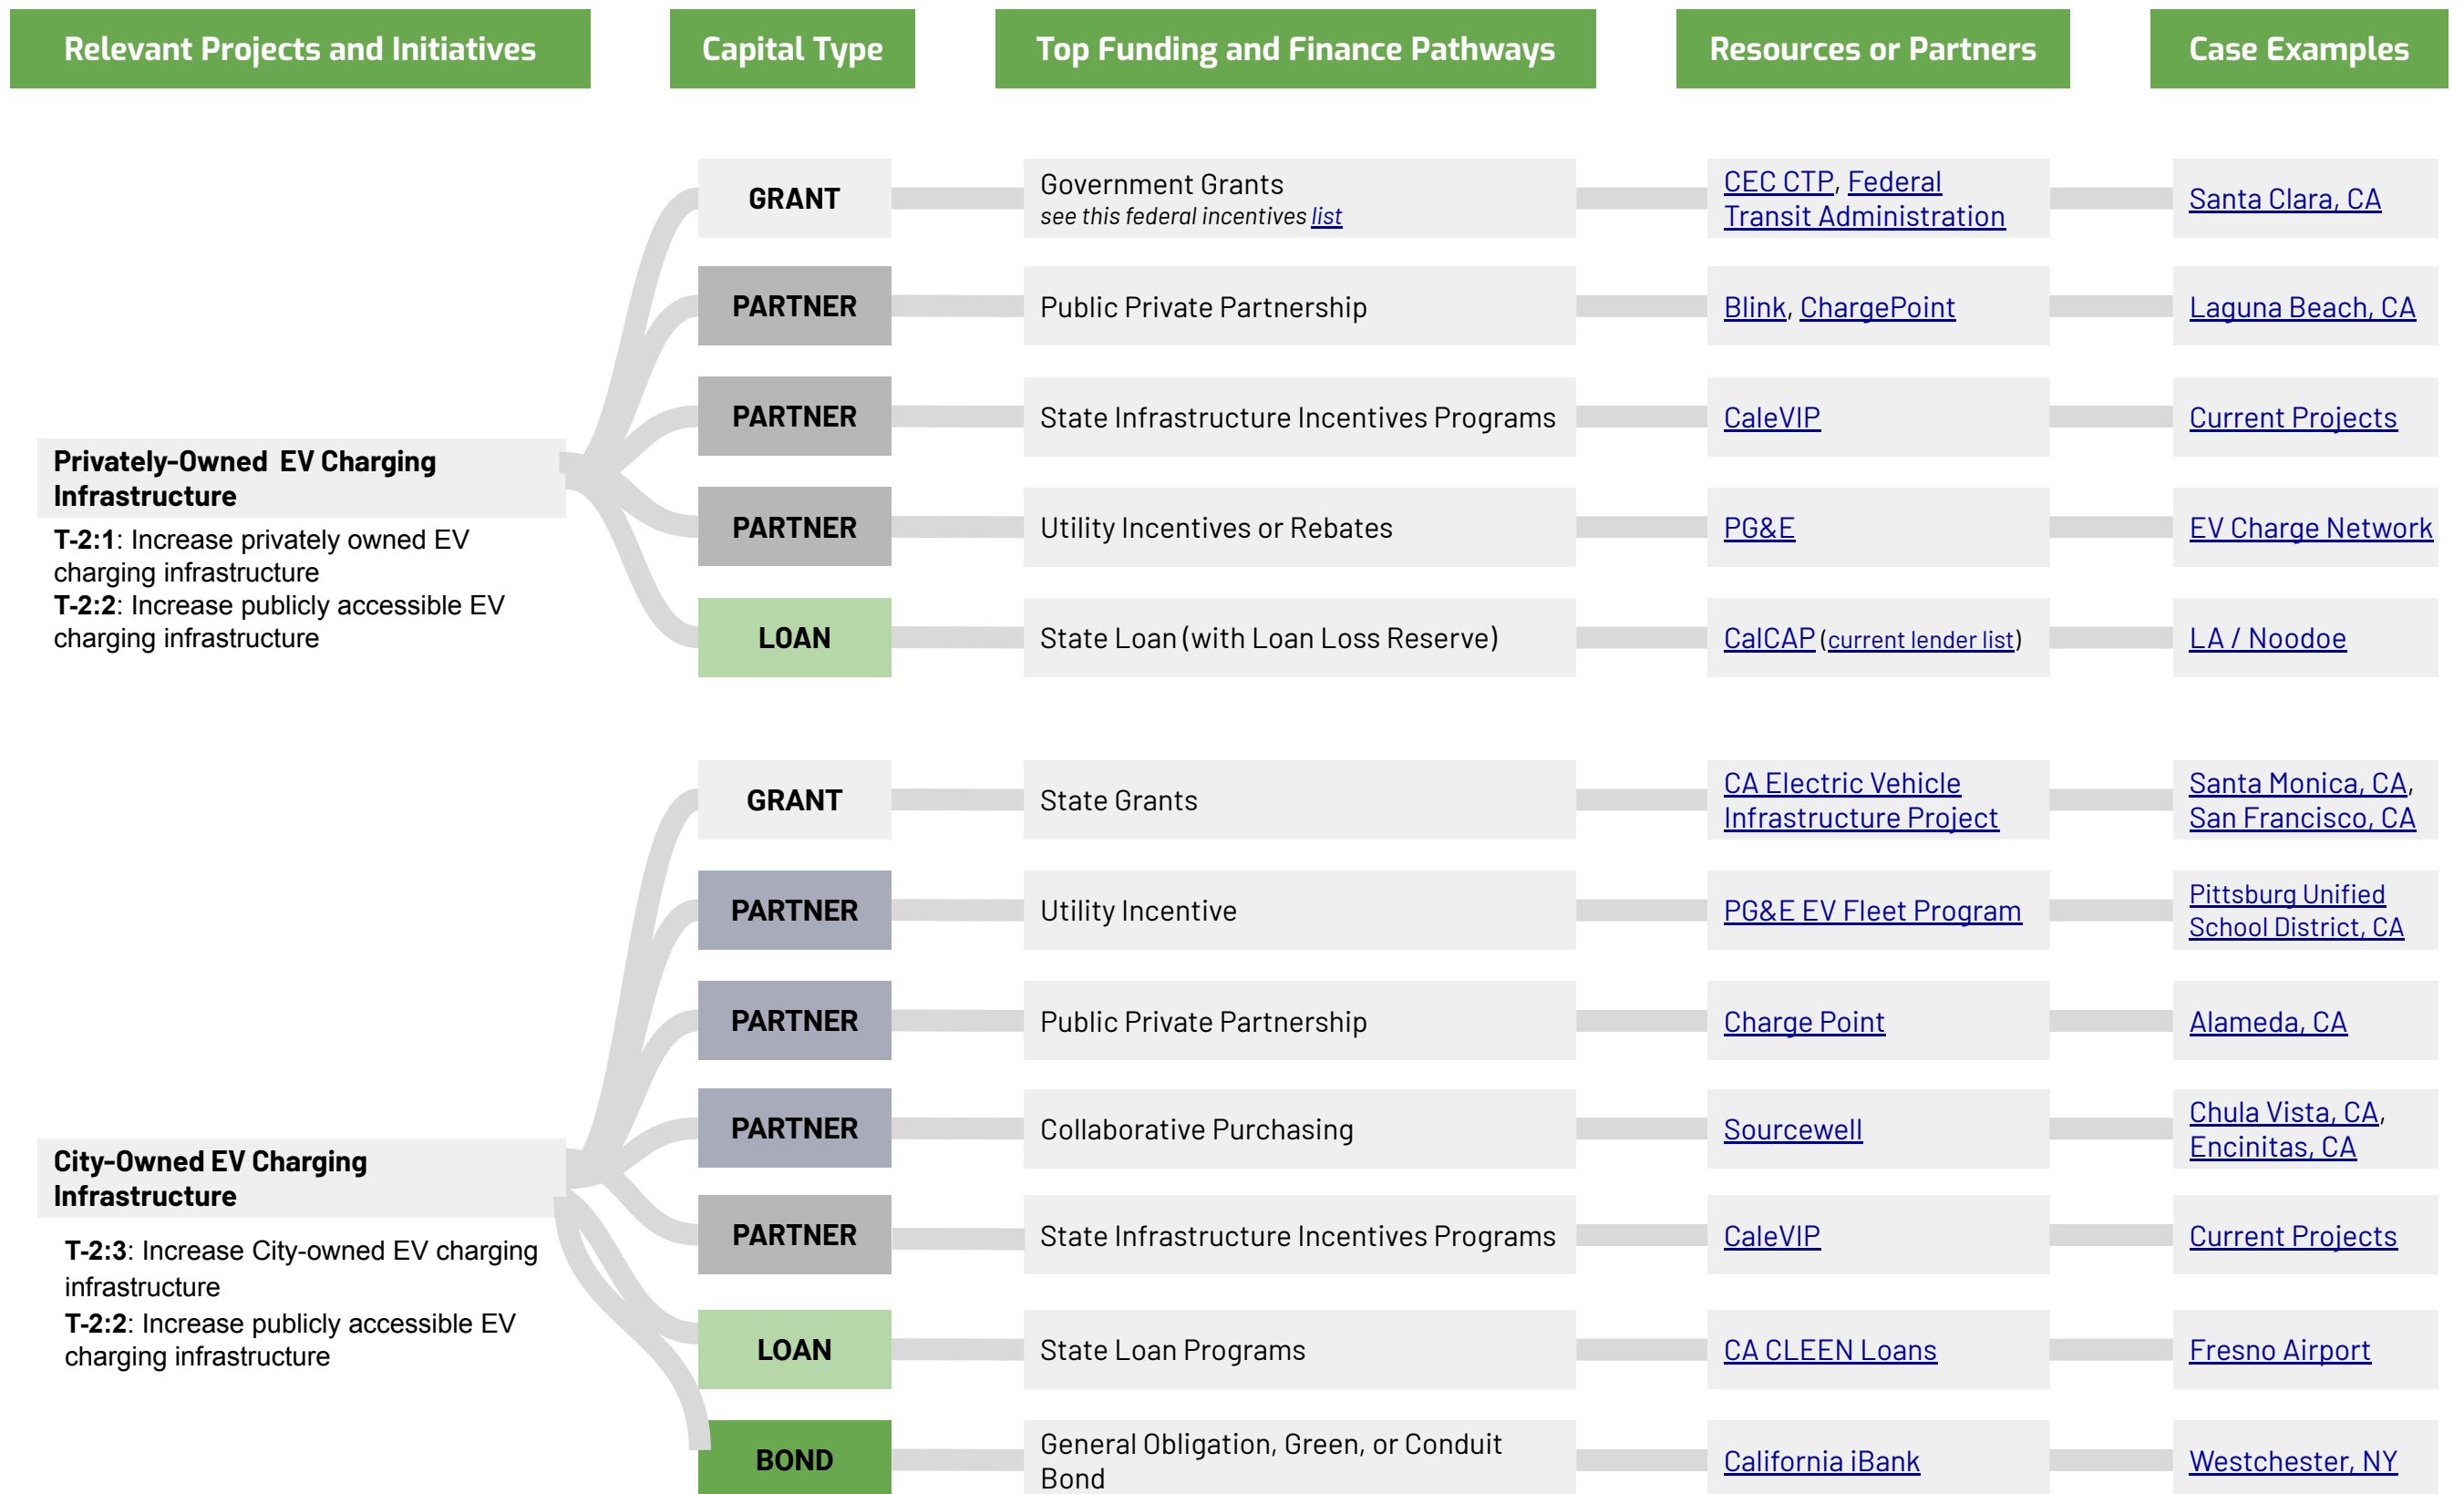 Relevant Projects and Initiatives
Capital Type
Top Funding and Finance Pathways
Resources or Partners
Case Examples
Privately-Owned EV Charging
Infrastructure
T-2:1: Increase privately owned EV
charging infrastructure
T-2:2: Increase publicly accessible EV
charging infrastructure
GRANT
Government Grants
see this federal incentives list
CEC CTP, Federal
Transit Administration
Santa Clara, CA
PARTNER
Public Private Partnership
Blink, ChargePoint
Laguna Beach, CA
PARTNER
State Infrastructure Incentives Programs
CaleVIP
Current Projects
PARTNER
Utility Incentives or Rebates
PG&E
EV Charge Network
LOAN
State Loan (with Loan Loss Reserve)
CalCAP (current lender list)
LA / Noodoe
City-Owned EV Charging
Infrastructure
T-2:3: Increase City-owned EV charging
infrastructure
T-2:2: Increase publicly accessible EV
charging infrastructure
GRANT
State Grants
CA Electric Vehicle
Infrastructure Project
Santa Monica, CA,
San Francisco, CA
PARTNER
Utility Incentive
PG&E EV Fleet Program
Pittsburg Unified
School District, CA
PARTNER
Public Private Partnership
Charge Point
Alameda, CA
PARTNER
Collaborative Purchasing
Sourcewell
Chula Vista, CA,
Encinitas, CA
PARTNER
State Infrastructure Incentives Programs
CaleVIP
Current Projects
LOAN
State Loan Programs
CA CLEEN Loans
Fresno Airport
BOND
General Obligation, Green, or Conduit
Bond
California iBank
Westchester, NY